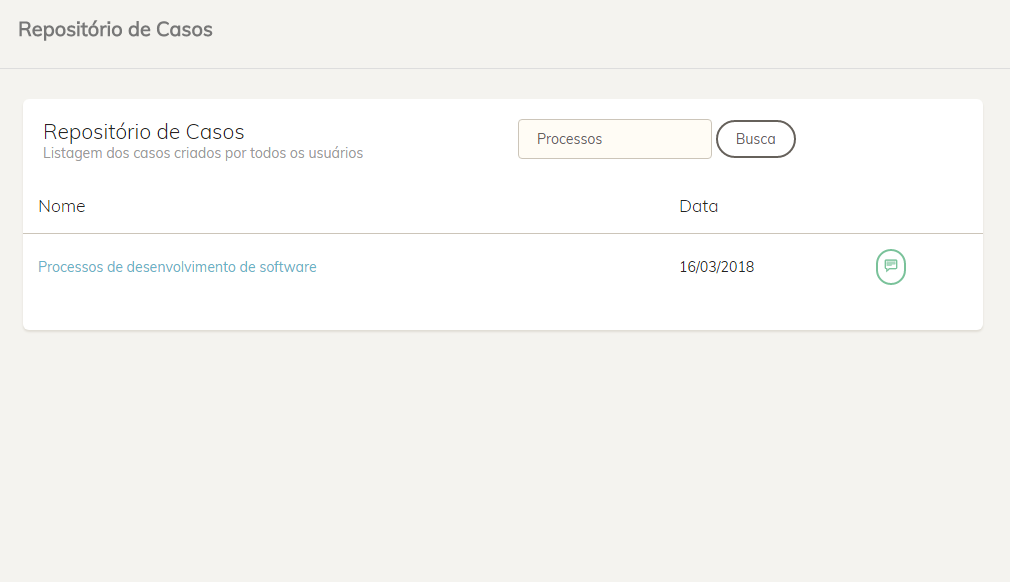 Repositório de Casos
Repositório de Casos
Listagem dos casos criados por todos os usuários
Processos
Busca
Nome Data
Processos de desenvolvimento de software 16/03/2018